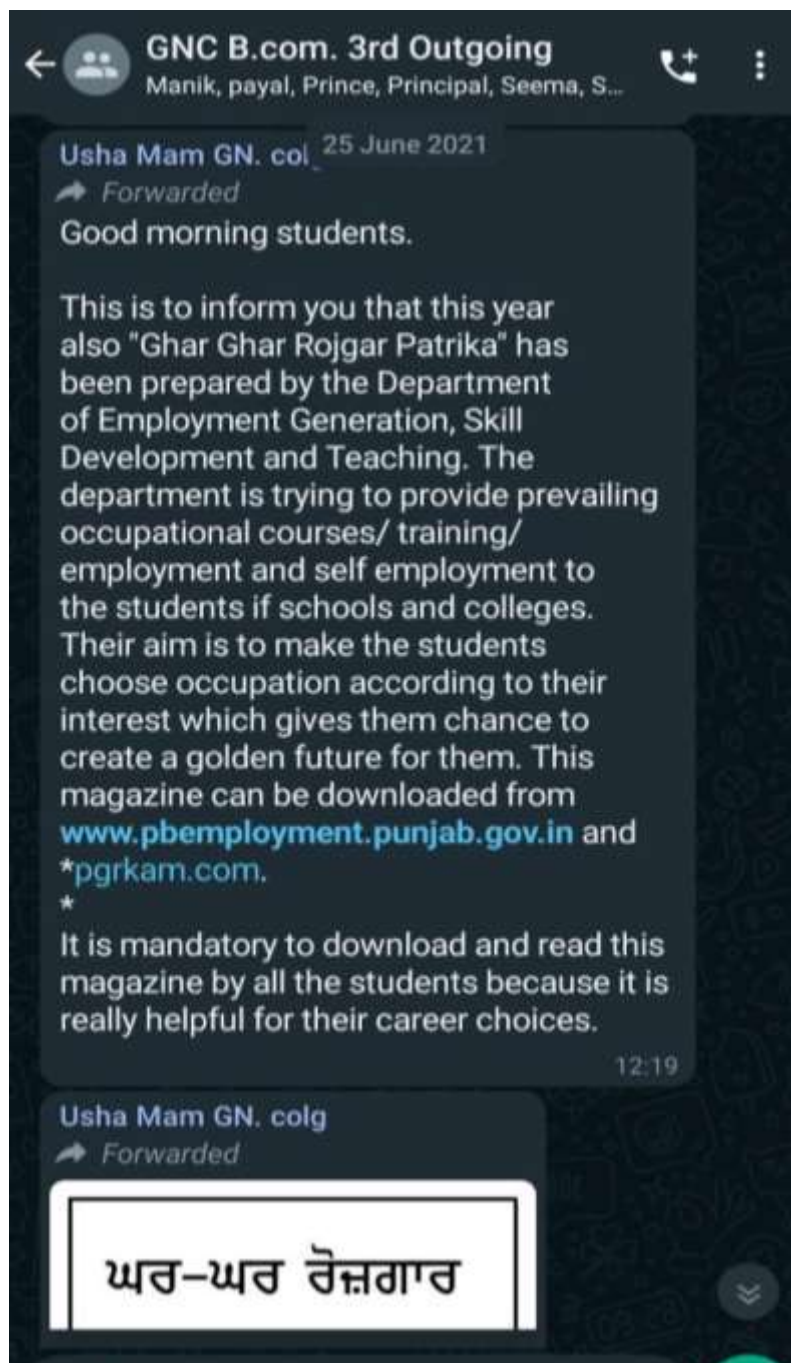 GNC B.com. 3rd Outgoing
Manik, payal, Prince, Principal, Seema, S...
25 June 2021
Usha Mam GN. col
Forwarded
Good morning students.
This is to inform you that this year
also "Ghar Ghar Rojgar Patrika" has
been prepared by the Department
of Employment Generation, Skill
Development and Teaching. The
department is trying to provide prevailing
occupational courses/ training/
employment and self employment to
the students if schools and colleges.
Their aim is to make the students
choose occupation according to their
interest which gives them chance to
create a golden future for them. This
magazine can be downloaded from
www.pbemployment.punjab.gov.in and
*pgrkam.com.
*
It is mandatory to download and read this
magazine by all the students because it is
really helpful for their career choices.
12:19
Usha Mam GN. colg
Forwarded
ਘਰ-ਘਰ ਰੋਜ਼ਗਾਰ